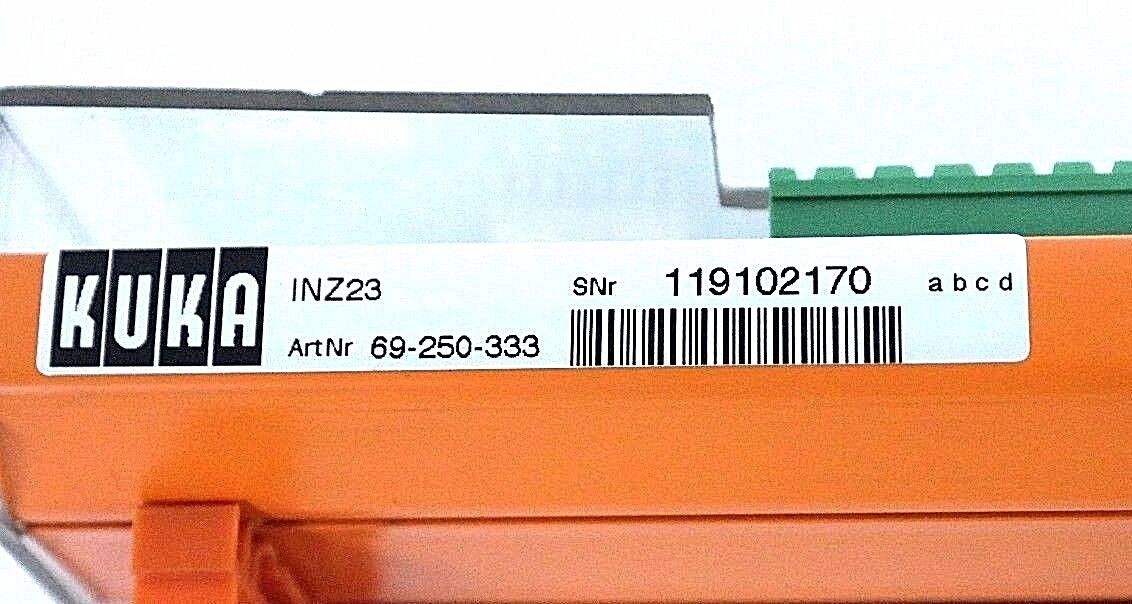 KUKA INZ23 SNr 119102170 a b c d
ArtNr 69-250-333